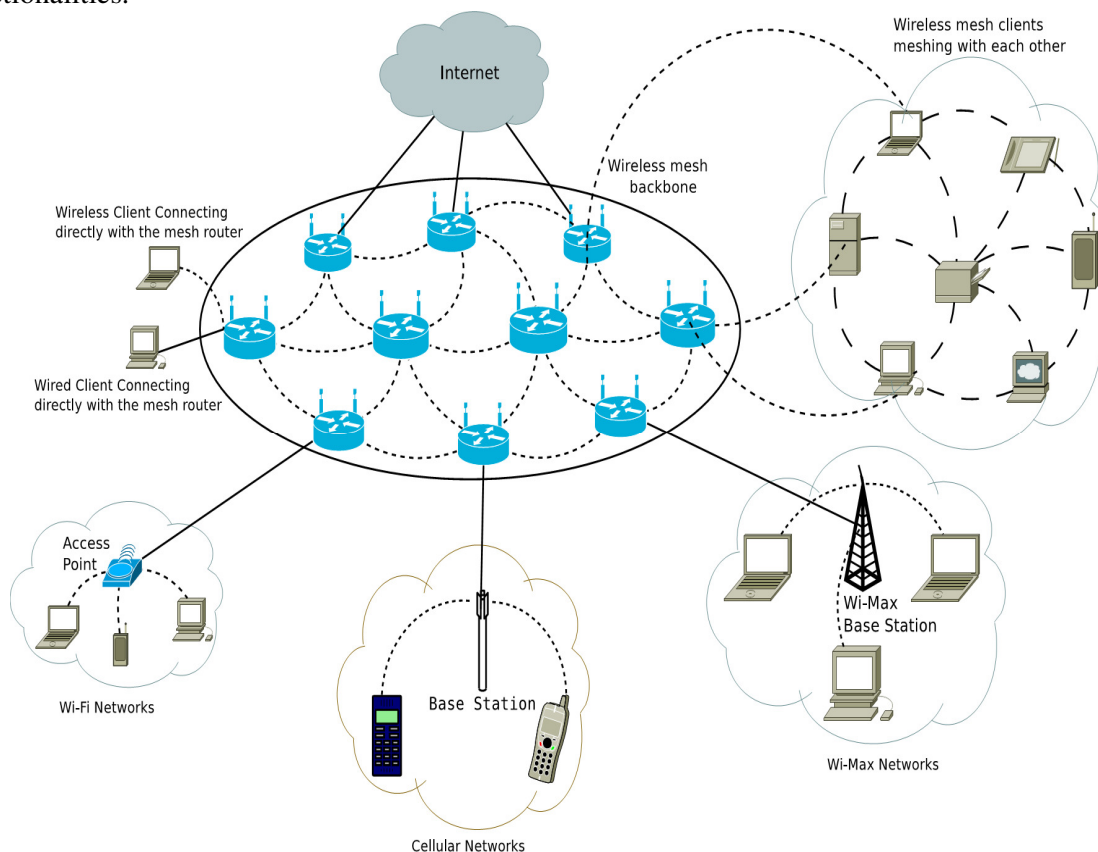 ctionalities.
Internet
Wireless mesh clients
meshing with each other
Wireless mesh
backbone
Wireless Client Connecting
directly with the mesh router
Wired Client Connecting
directly with the mesh router
Access
Point
Wi-Fi Networks
Base Station
Cellular Networks
Wi-Max
Base Station
Wi-Max Networks